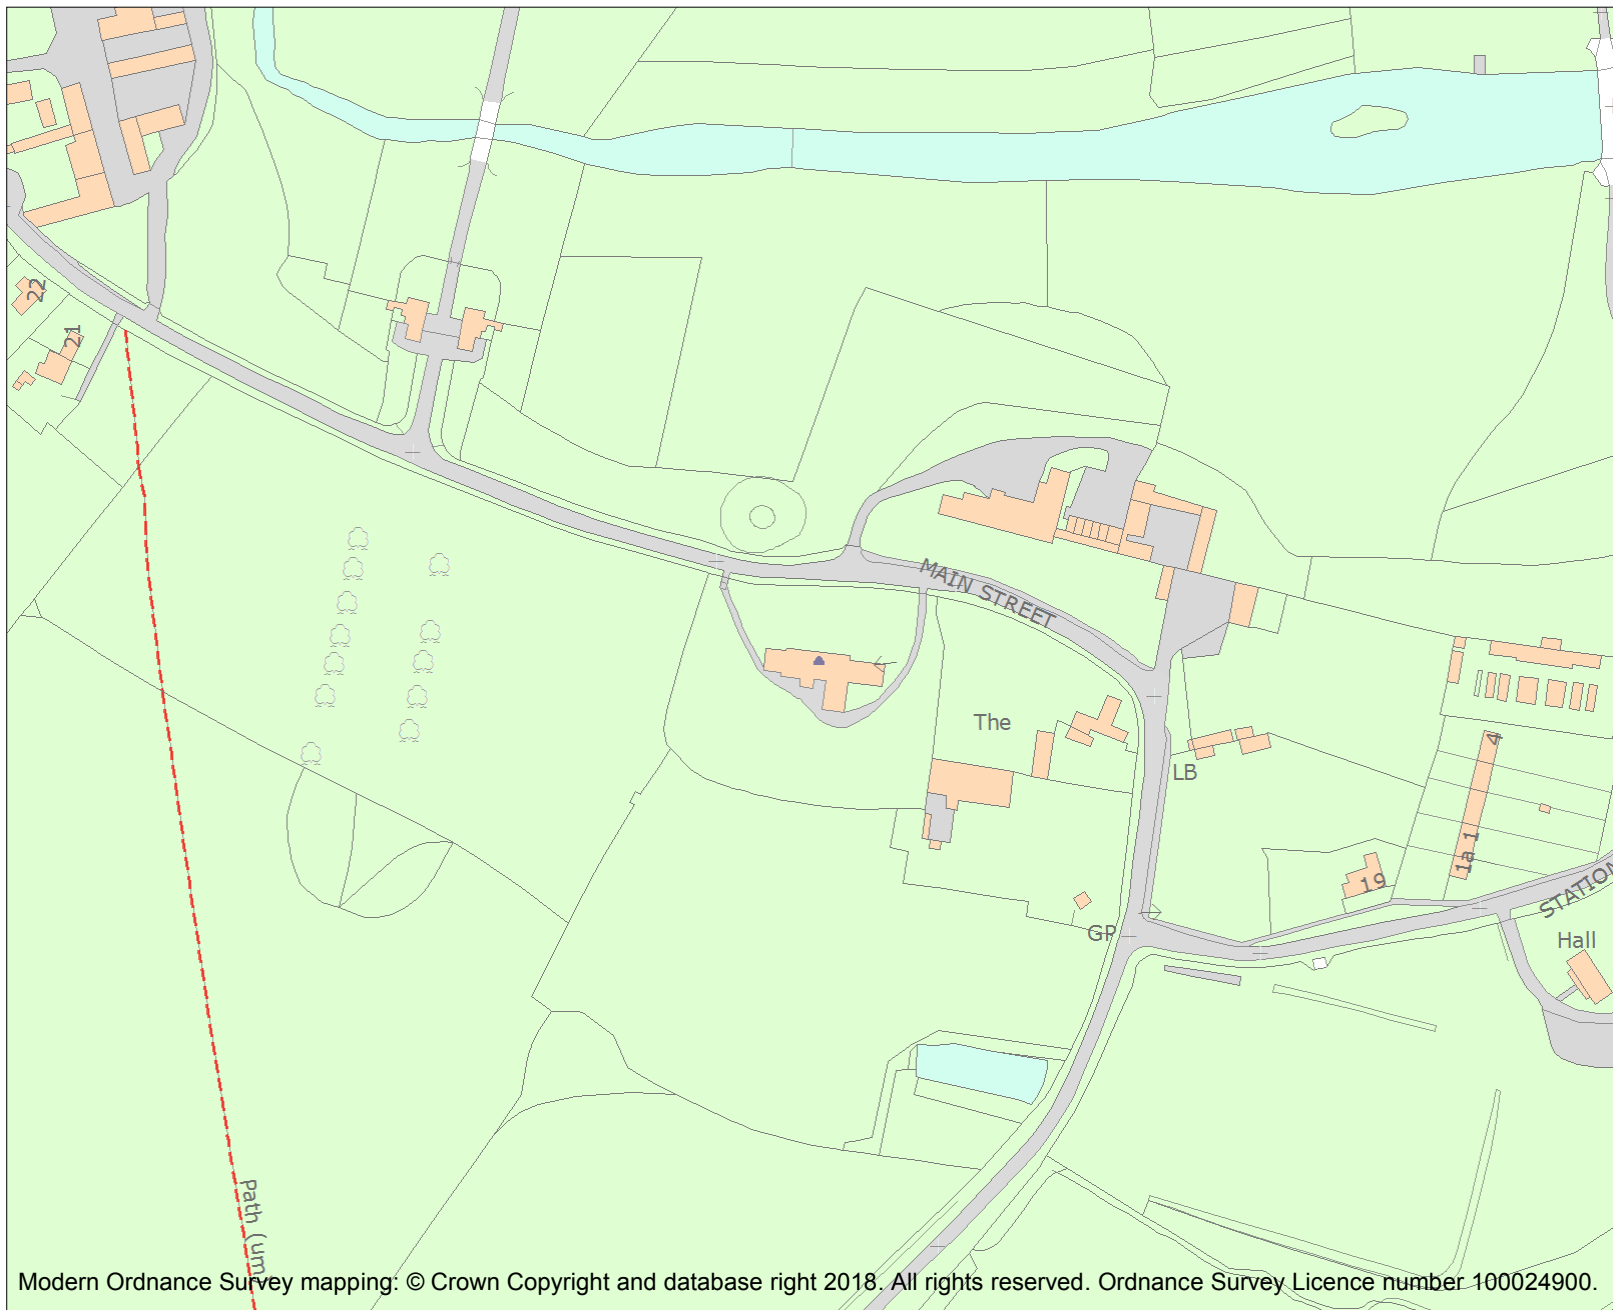 22
21
MAIN STREET
The
LB
4
1a 1
19
STATION
GP
Hall
Path (um)
Modern Ordnance Survey mapping: © Crown Copyright and database right 2018. All rights reserved. Ordnance Survey Licence number 100024900.